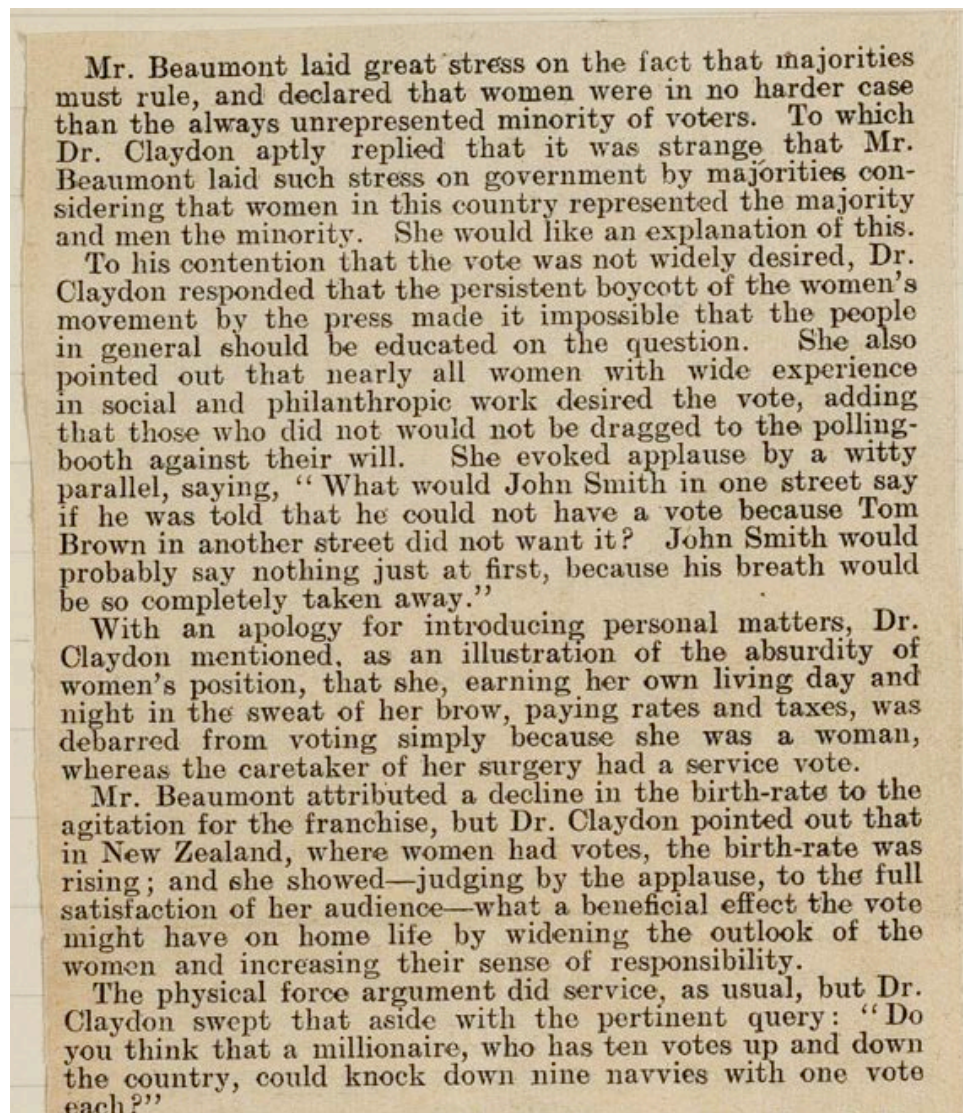 Mr. Beaumont laid great stress on the fact that majorities
must rule, and declared that women were in no harder case
than the always unrepresented minority of voters. To which
Dr. Claydon aptly replied that it was strange that Mr.
Beaumont laid such stress on government by majorities con-
sidering that women in this country represented the majority
and men the minority. She would like an explanation of this.
To his contention that the vote was not widely desired, Dr.
Claydon responded that the persistent boycott of the women's
movement by the press made it impossible that the people
in general should be educated on the question. She also
pointed out that nearly all women with wide experience
in social and philanthropic work desired the vote, adding
that those who did not would not be dragged to the polling-
booth against their will. She evoked applause by a witty
parallel, saying, "What would John Smith in one street say
if he was told that he could not have a vote because Tom
Brown in another street did not want it? John Smith would
probably say nothing just at first, because his breath would
be so completely taken away."
With an apology for introducing personal matters, Dr.
Claydon mentioned, as an illustration of the absurdity of
women's position, that she, earning her own living day and
night in the sweat of her brow, paying rates and taxes, was
debarred from voting simply because she was a woman,
whereas the caretaker of her surgery had a service vote.
Mr. Beaumont attributed a decline in the birth-rate to the
agitation for the franchise, but Dr. Claydon pointed out that
in New Zealand, where women had votes, the birth-rate was
rising; and she showed—judging by the applause, to the full
satisfaction of her audience—what a beneficial effect the vote
might have on home life by widening the outlook of the
women and increasing their sense of responsibility.
The physical force argument did service, as usual, but Dr.
Claydon swept that aside with the pertinent query: "Do
you think that a millionaire, who has ten votes up and down
the country, could knock down nine navvies with one vote
each?"